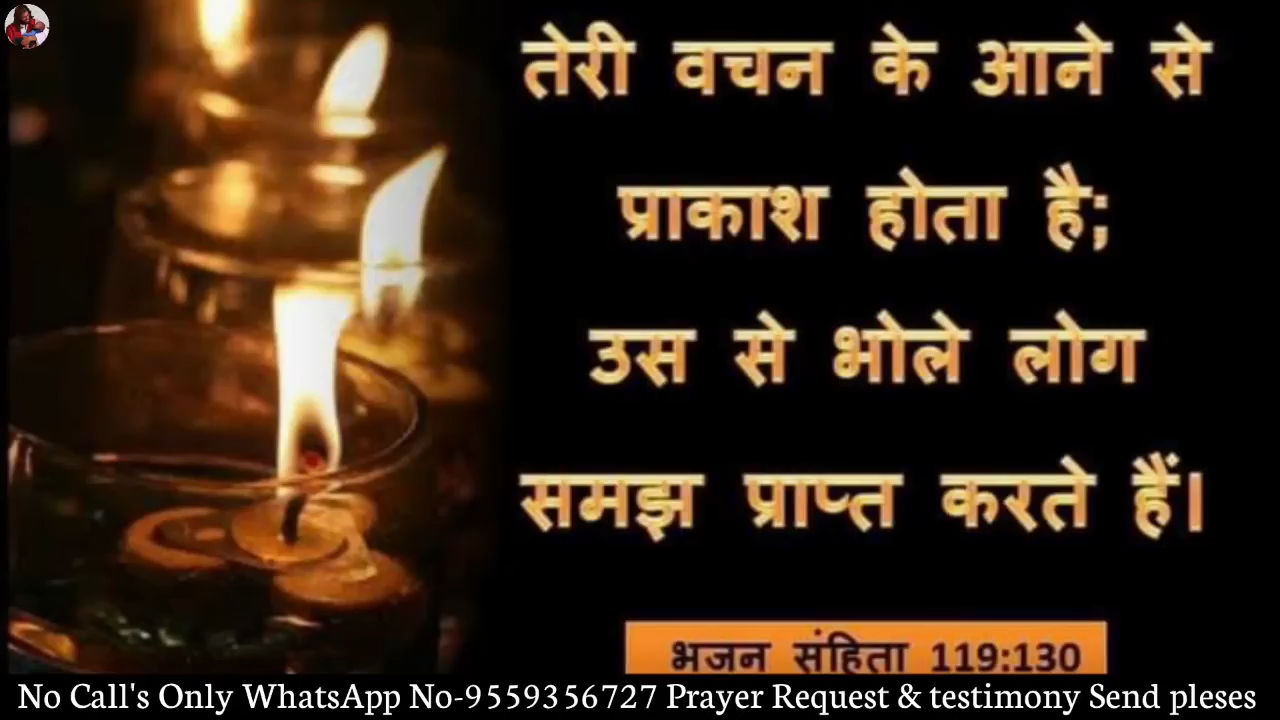 तेरी वचन के आने से
प्राकाश होता है;
उस से भोले लोग
समझ प्राप्त करते हैं।
भजन संहिता 119:130
No Call's Only WhatsApp No-9559356727 Prayer Request & testimony Send pleses